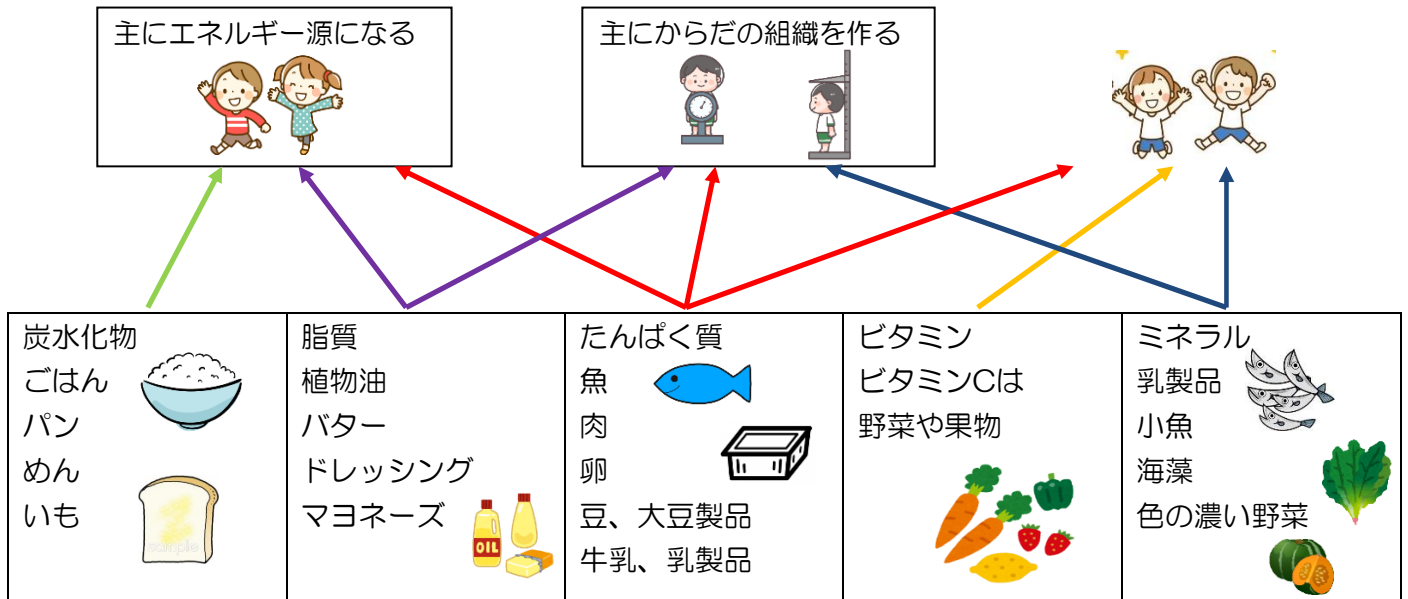 主にエネルギー源になる
主にからだの組織を作る
炭水化物
ごはん
パン
めん
いも
sample
脂質
植物油
バター
ドレッシング
マヨネーズ
OIL
たんぱく質
魚
肉
卵
豆、大豆製品
牛乳、乳製品
ビタミン
ビタミンCは
野菜や果物
ミネラル
乳製品
小魚
海藻
色の濃い野菜